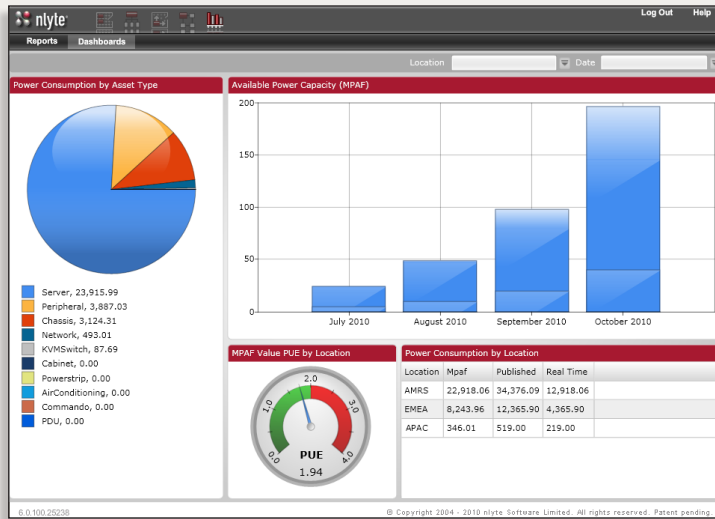 nlyte
Log Out Help
Reports Dashboards
Location Date
Power Consumption by Asset Type
Server, 23,915.99
Peripheral, 3,887.03
Chassis, 3,124.31
Network, 493.01
KVMSwitch, 87.69
Cabinet, 0.00
Powerstrip, 0.00
AirConditioning, 0.00
Commando, 0.00
PDU, 0.00
Available Power Capacity (MPAF)
200
150
100
50
0
July 2010 August 2010 September 2010 October 2010
MPAF Value PUE by Location
0.0 1.0 2.0 3.0 4.0
PUE
1.94
Power Consumption by Location
Location Mpaf Published Real Time
AMRS 22,918.06 34,376.09 12,918.06
EMEA 8,243.96 12,365.90 4,365.90
APAC 346.01 519.00 219.00
6.0.100.25238
© Copyright 2004 - 2010 nlyte Software Limited. All rights reserved. Patent pending.